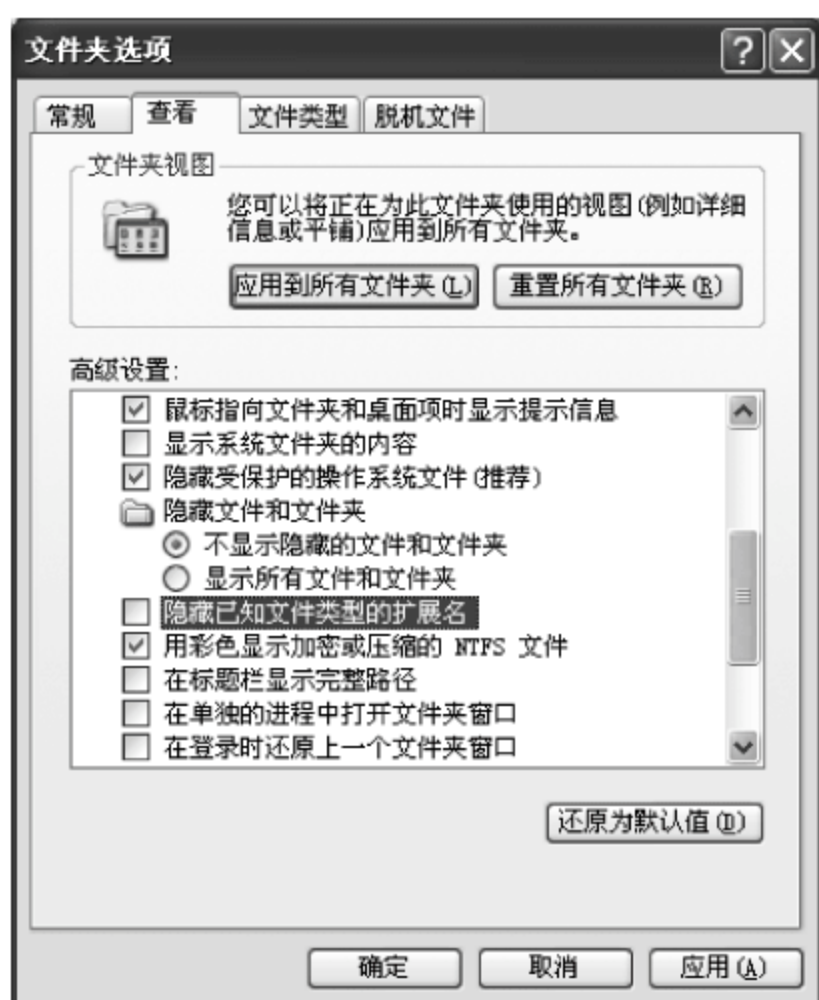 文件夹选项
常规 查看 文件类型 脱机文件
文件夹视图
您可以将正在为此文件夹使用的视图(例如详细
信息或平铺)应用到所有文件夹。
应用到所有文件夹(L) 重置所有文件夹(R)
高级设置:
鼠标指向文件夹和桌面项时显示提示信息
显示系统文件夹的内容
隐藏受保护的操作系统文件(推荐)
隐藏文件和文件夹
不显示隐藏的文件和文件夹
显示所有文件和文件夹
隐藏已知文件类型的扩展名
用彩色显示加密或压缩的 NTFS 文件
在标题栏显示完整路径
在单独的进程中打开文件夹窗口
在登录时还原上一个文件夹窗口
还原为默认值(D)
确定 取消 应用(A)